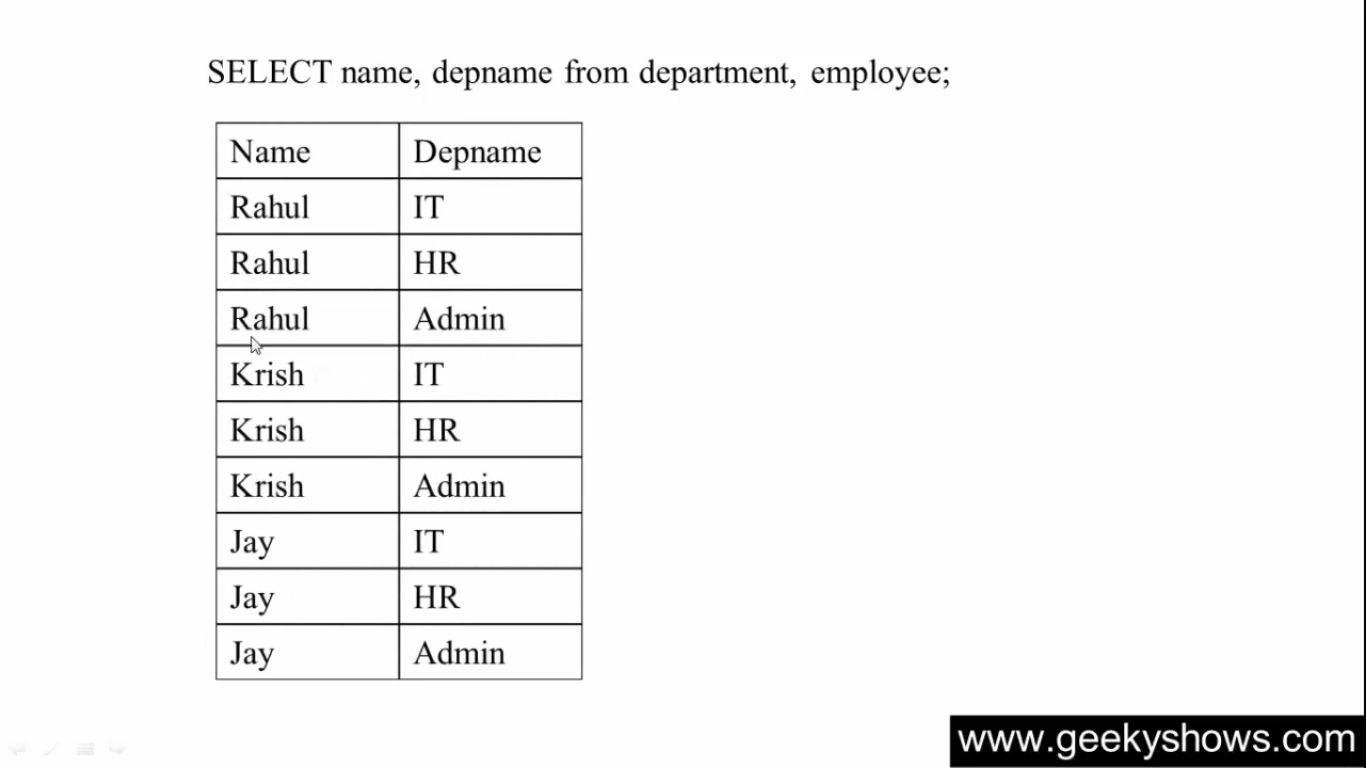 SELECT name, depname from department, employee;
Name Depname
Rahul IT
Rahul HR
Rahul Admin
Krish IT
Krish HR
Krish Admin
Jay IT
Jay HR
Jay Admin
www.geekyshows.com